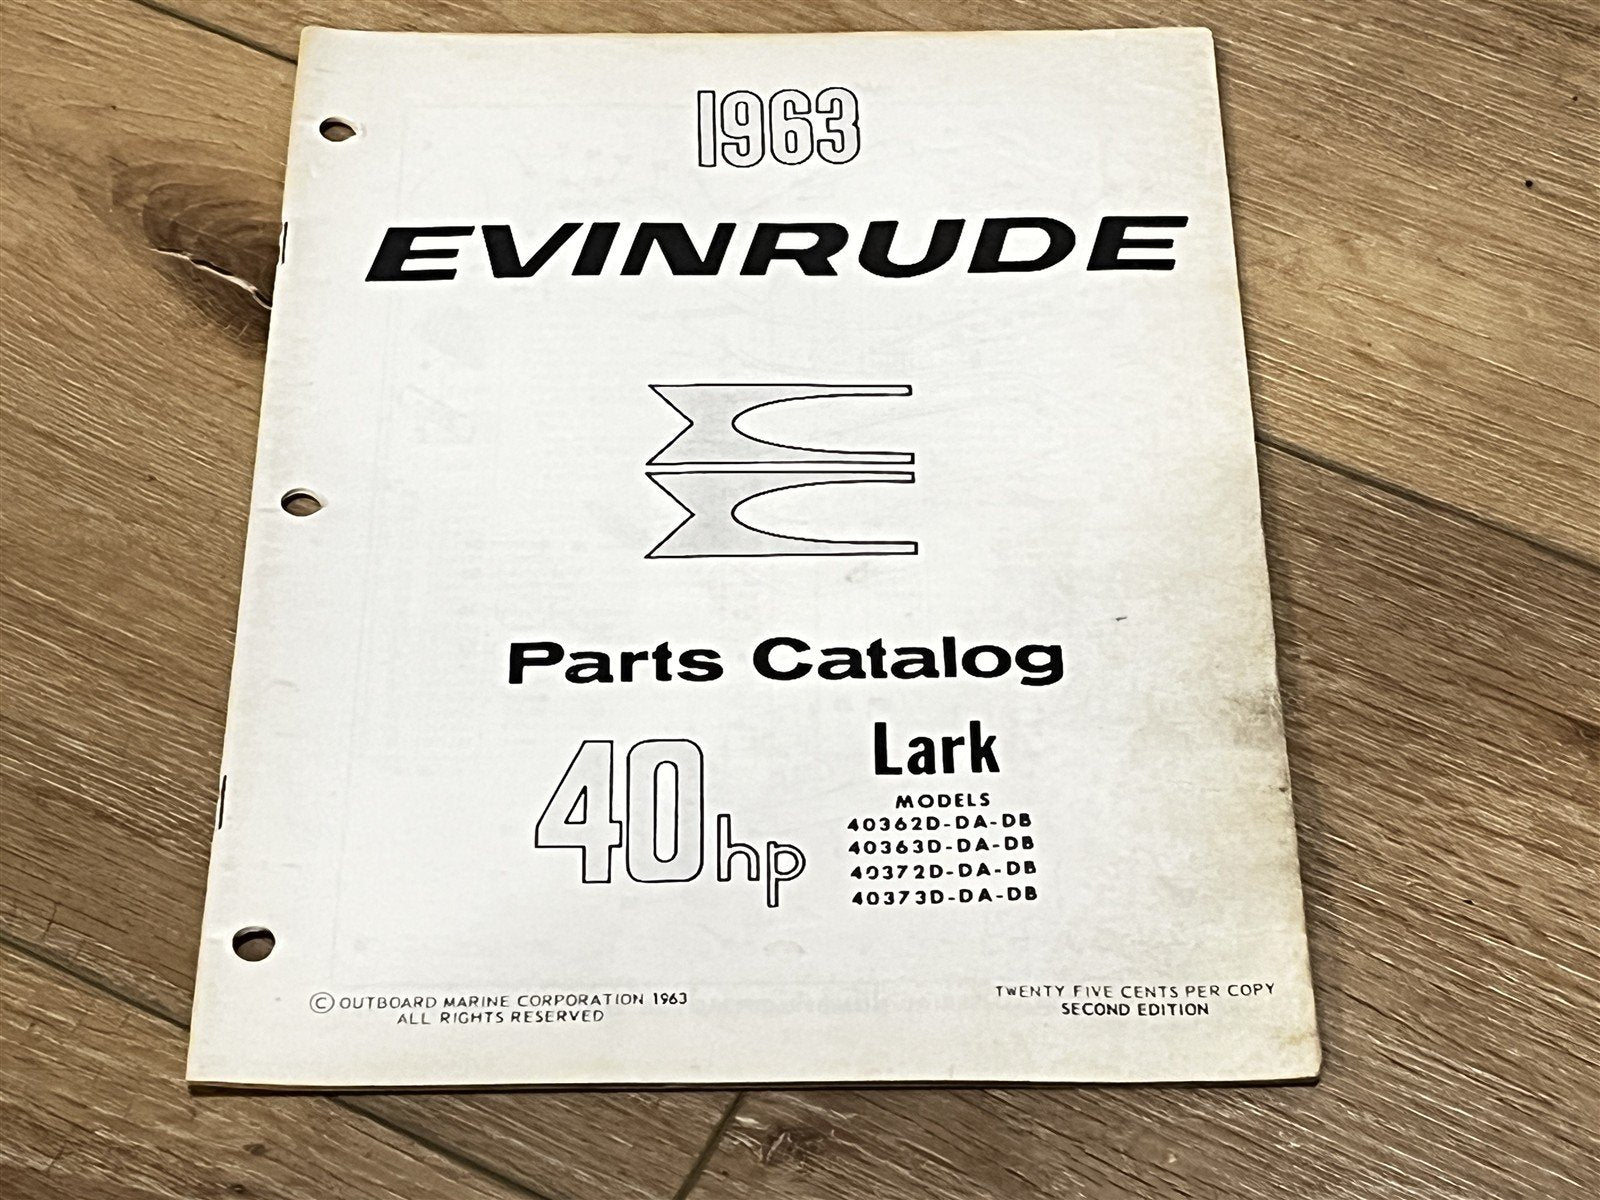 1963
EVINRUDE
Parts Catalog
40hp
Lark
MODELS
40362D-DA-DB
40363D-DA-DB
40372D-DA-DB
40373D-DA-DB
© OUTBOARD MARINE CORPORATION 1963
ALL RIGHTS RESERVED
TWENTY FIVE CENTS PER COPY
SECOND EDITION